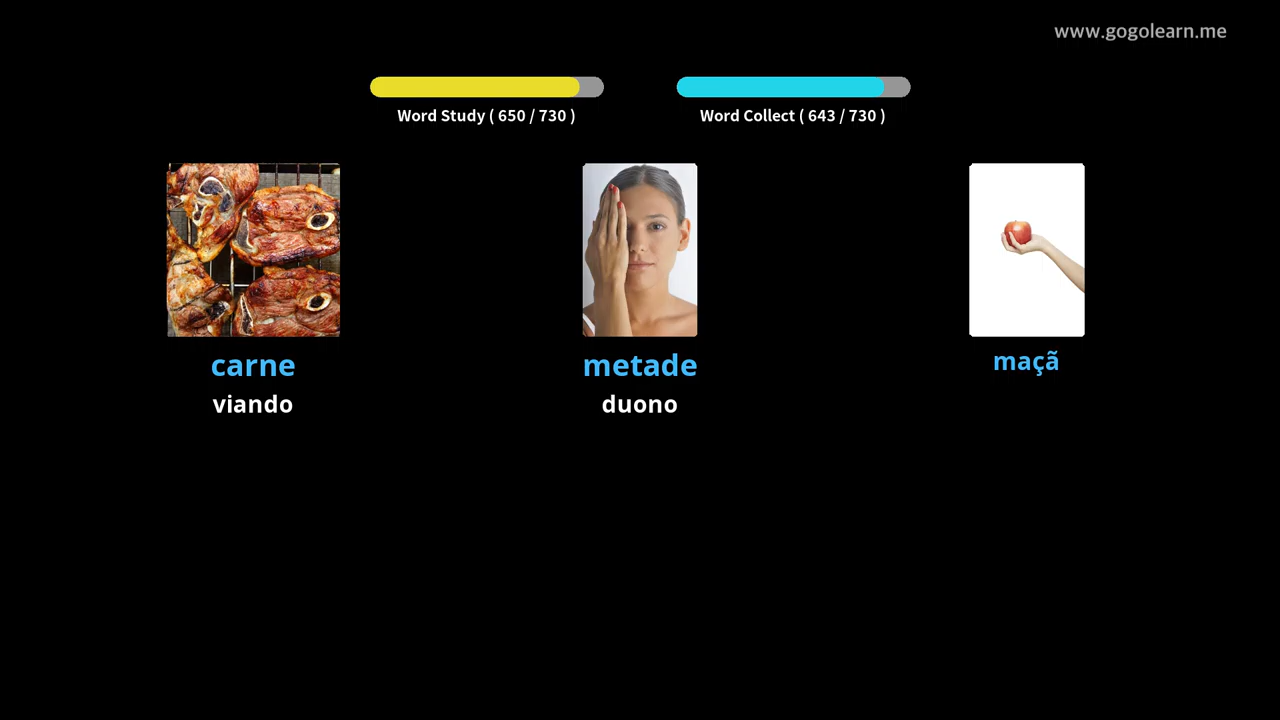 www.gogolearn.me
Word Study ( 650 / 730 )
Word Collect ( 643 / 730 )
carne
viando
metade
duono
maçã